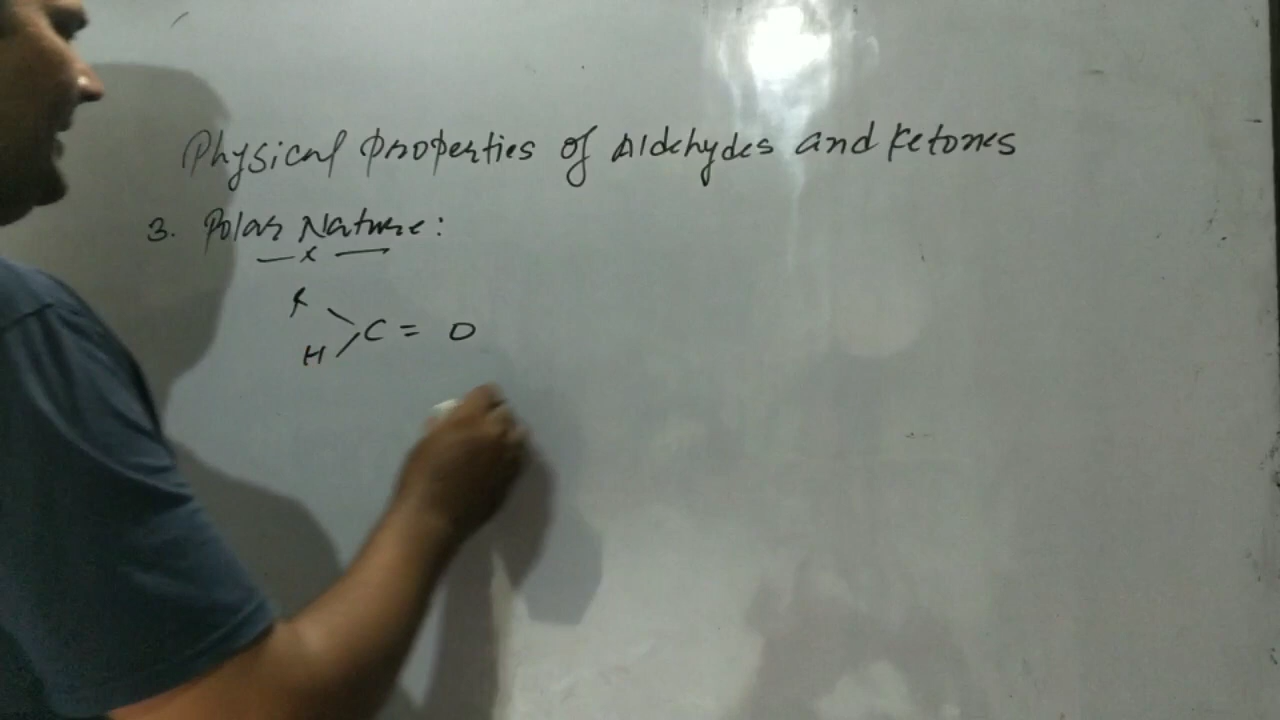 Physical properties of Aldehydes and Ketones
3. Polar Nature:
— x —
R
C = O
H